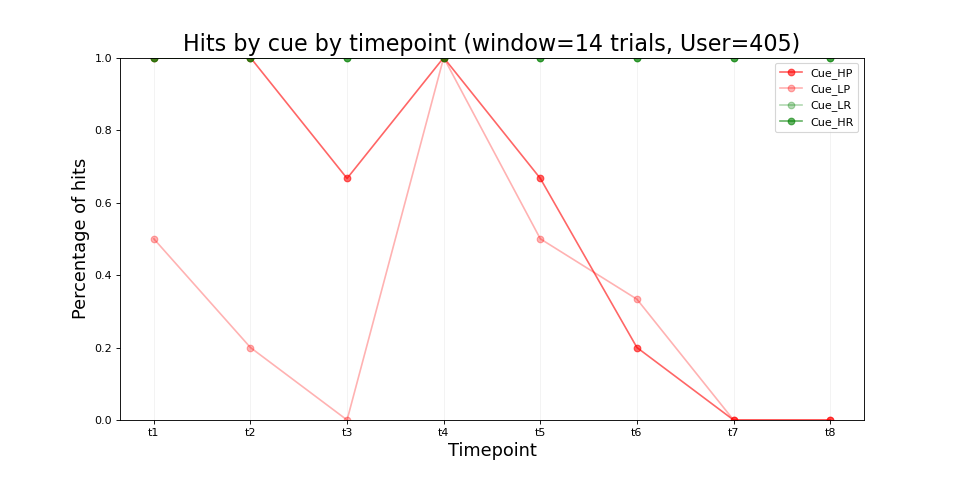 Hits by cue by timepoint (window=14 trials, User=405)
Percentage of hits
1.0
0.8
0.6
0.4
0.2
0.0
Cue_HP
Cue_LP
Cue_LR
Cue_HR
t1 t2 t3 t4 t5 t6 t7 t8
Timepoint